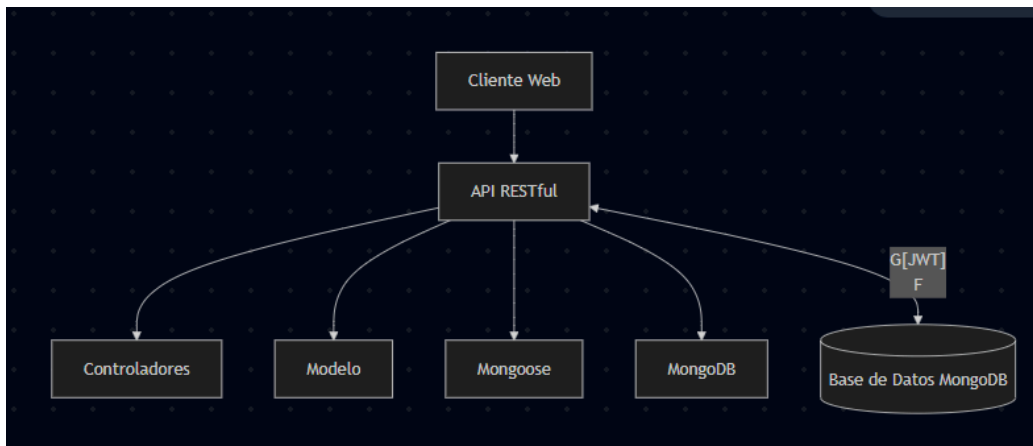 Cliente Web
API RESTful
G[JWT]
F
Controladores
Modelo
Mongoose
MongoDB
Base de Datos MongoDB